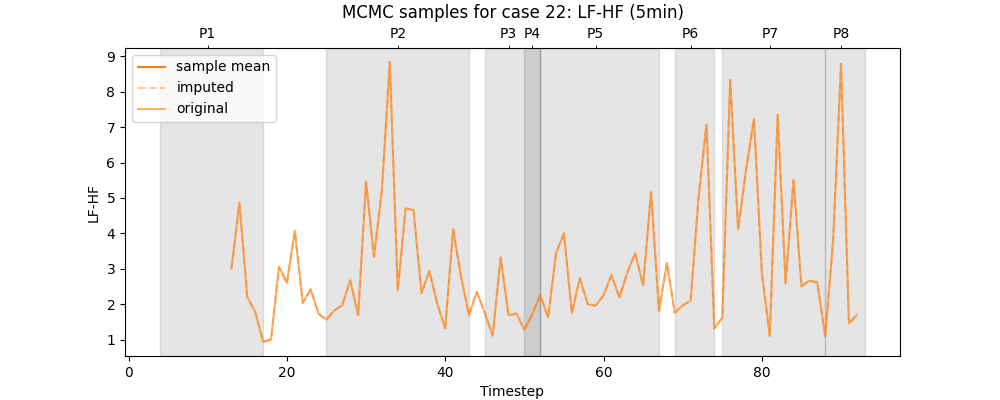 MCMC samples for case 22: LF-HF (5min)
P1 P2 P3 P4 P5 P6 P7 P8
sample mean
imputed
original
9
8
7
6
5
4
3
2
1
LF-HF
0 20 40 60 80
Timestep